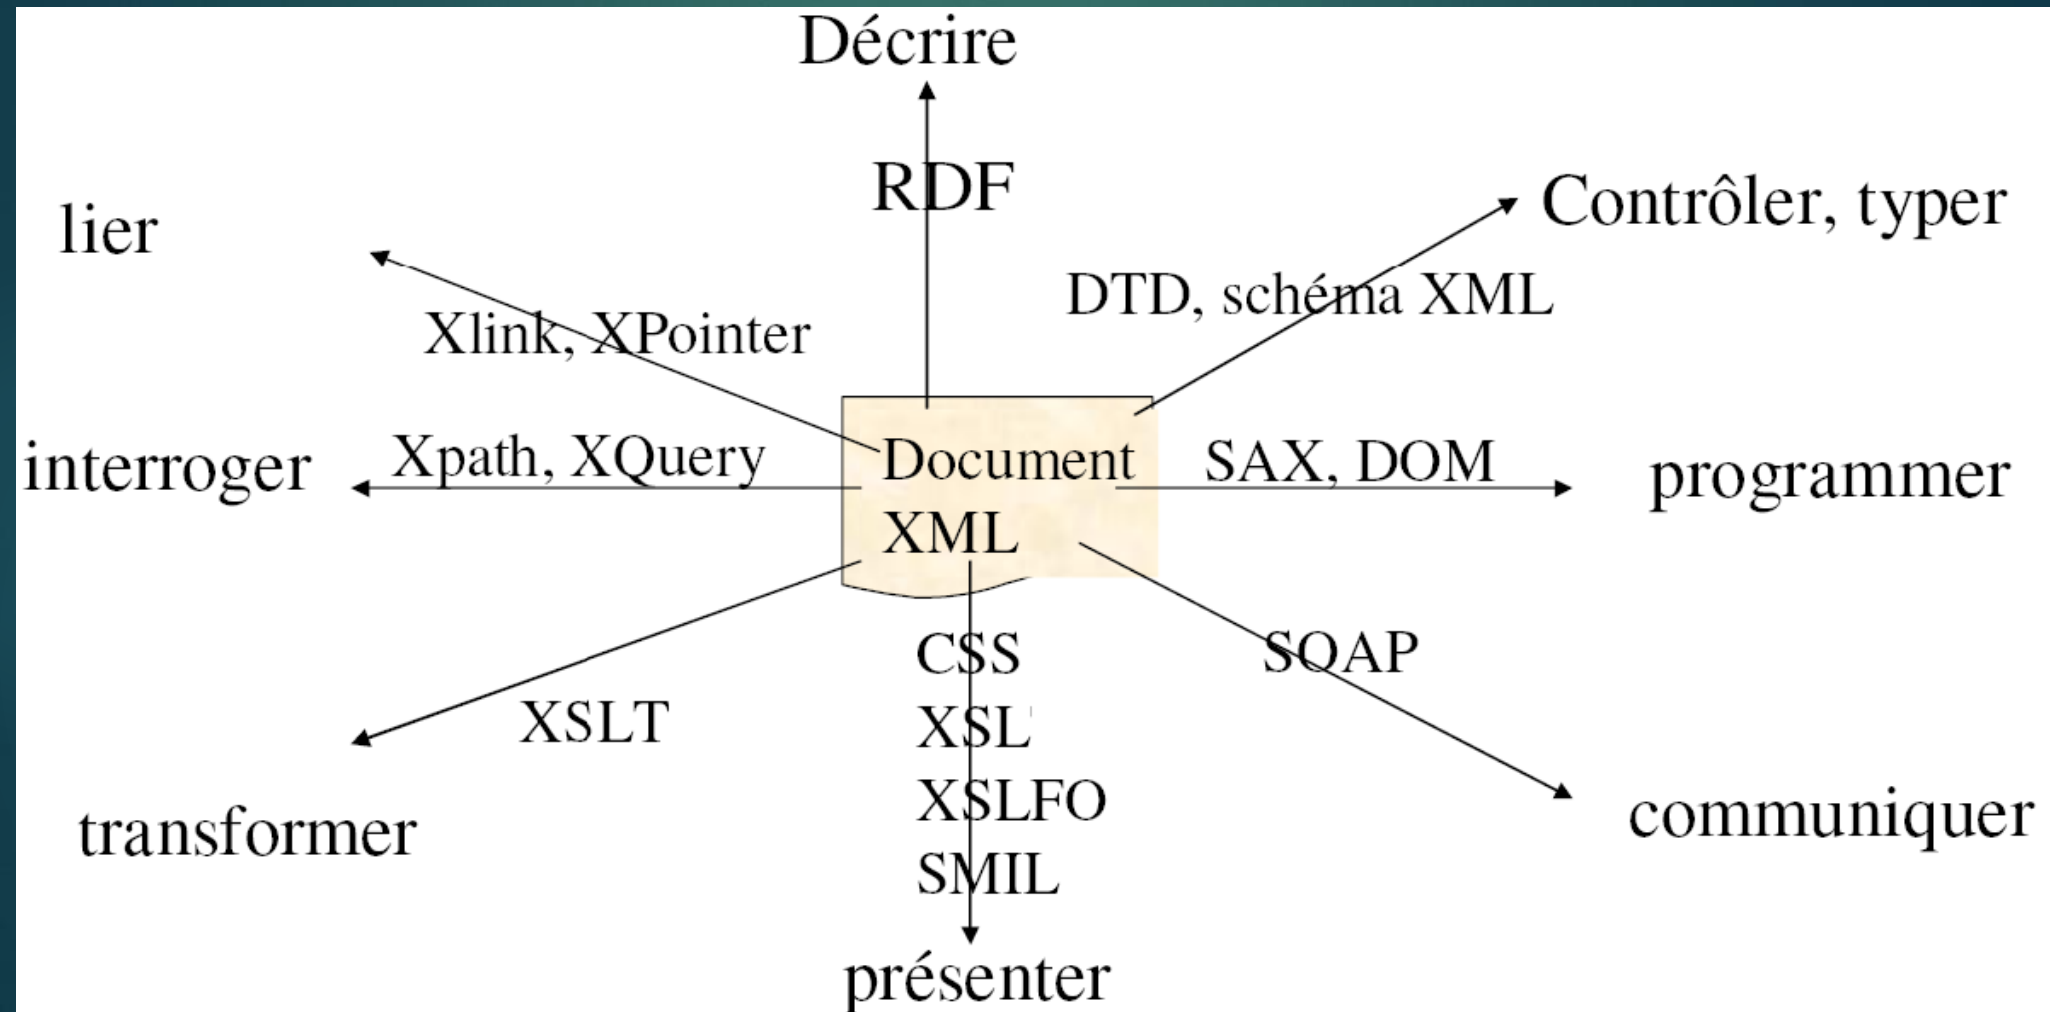 Décrire
RDF
Contrôler, typer
lier
DTD, schéma XML
Xlink, XPointer
Document
XML
Xpath, XQuery
interroger
SAX, DOM
programmer
CSS
XSL
XSLFO
SMIL
SOAP
XSLT
transformer
communiquer
présenter